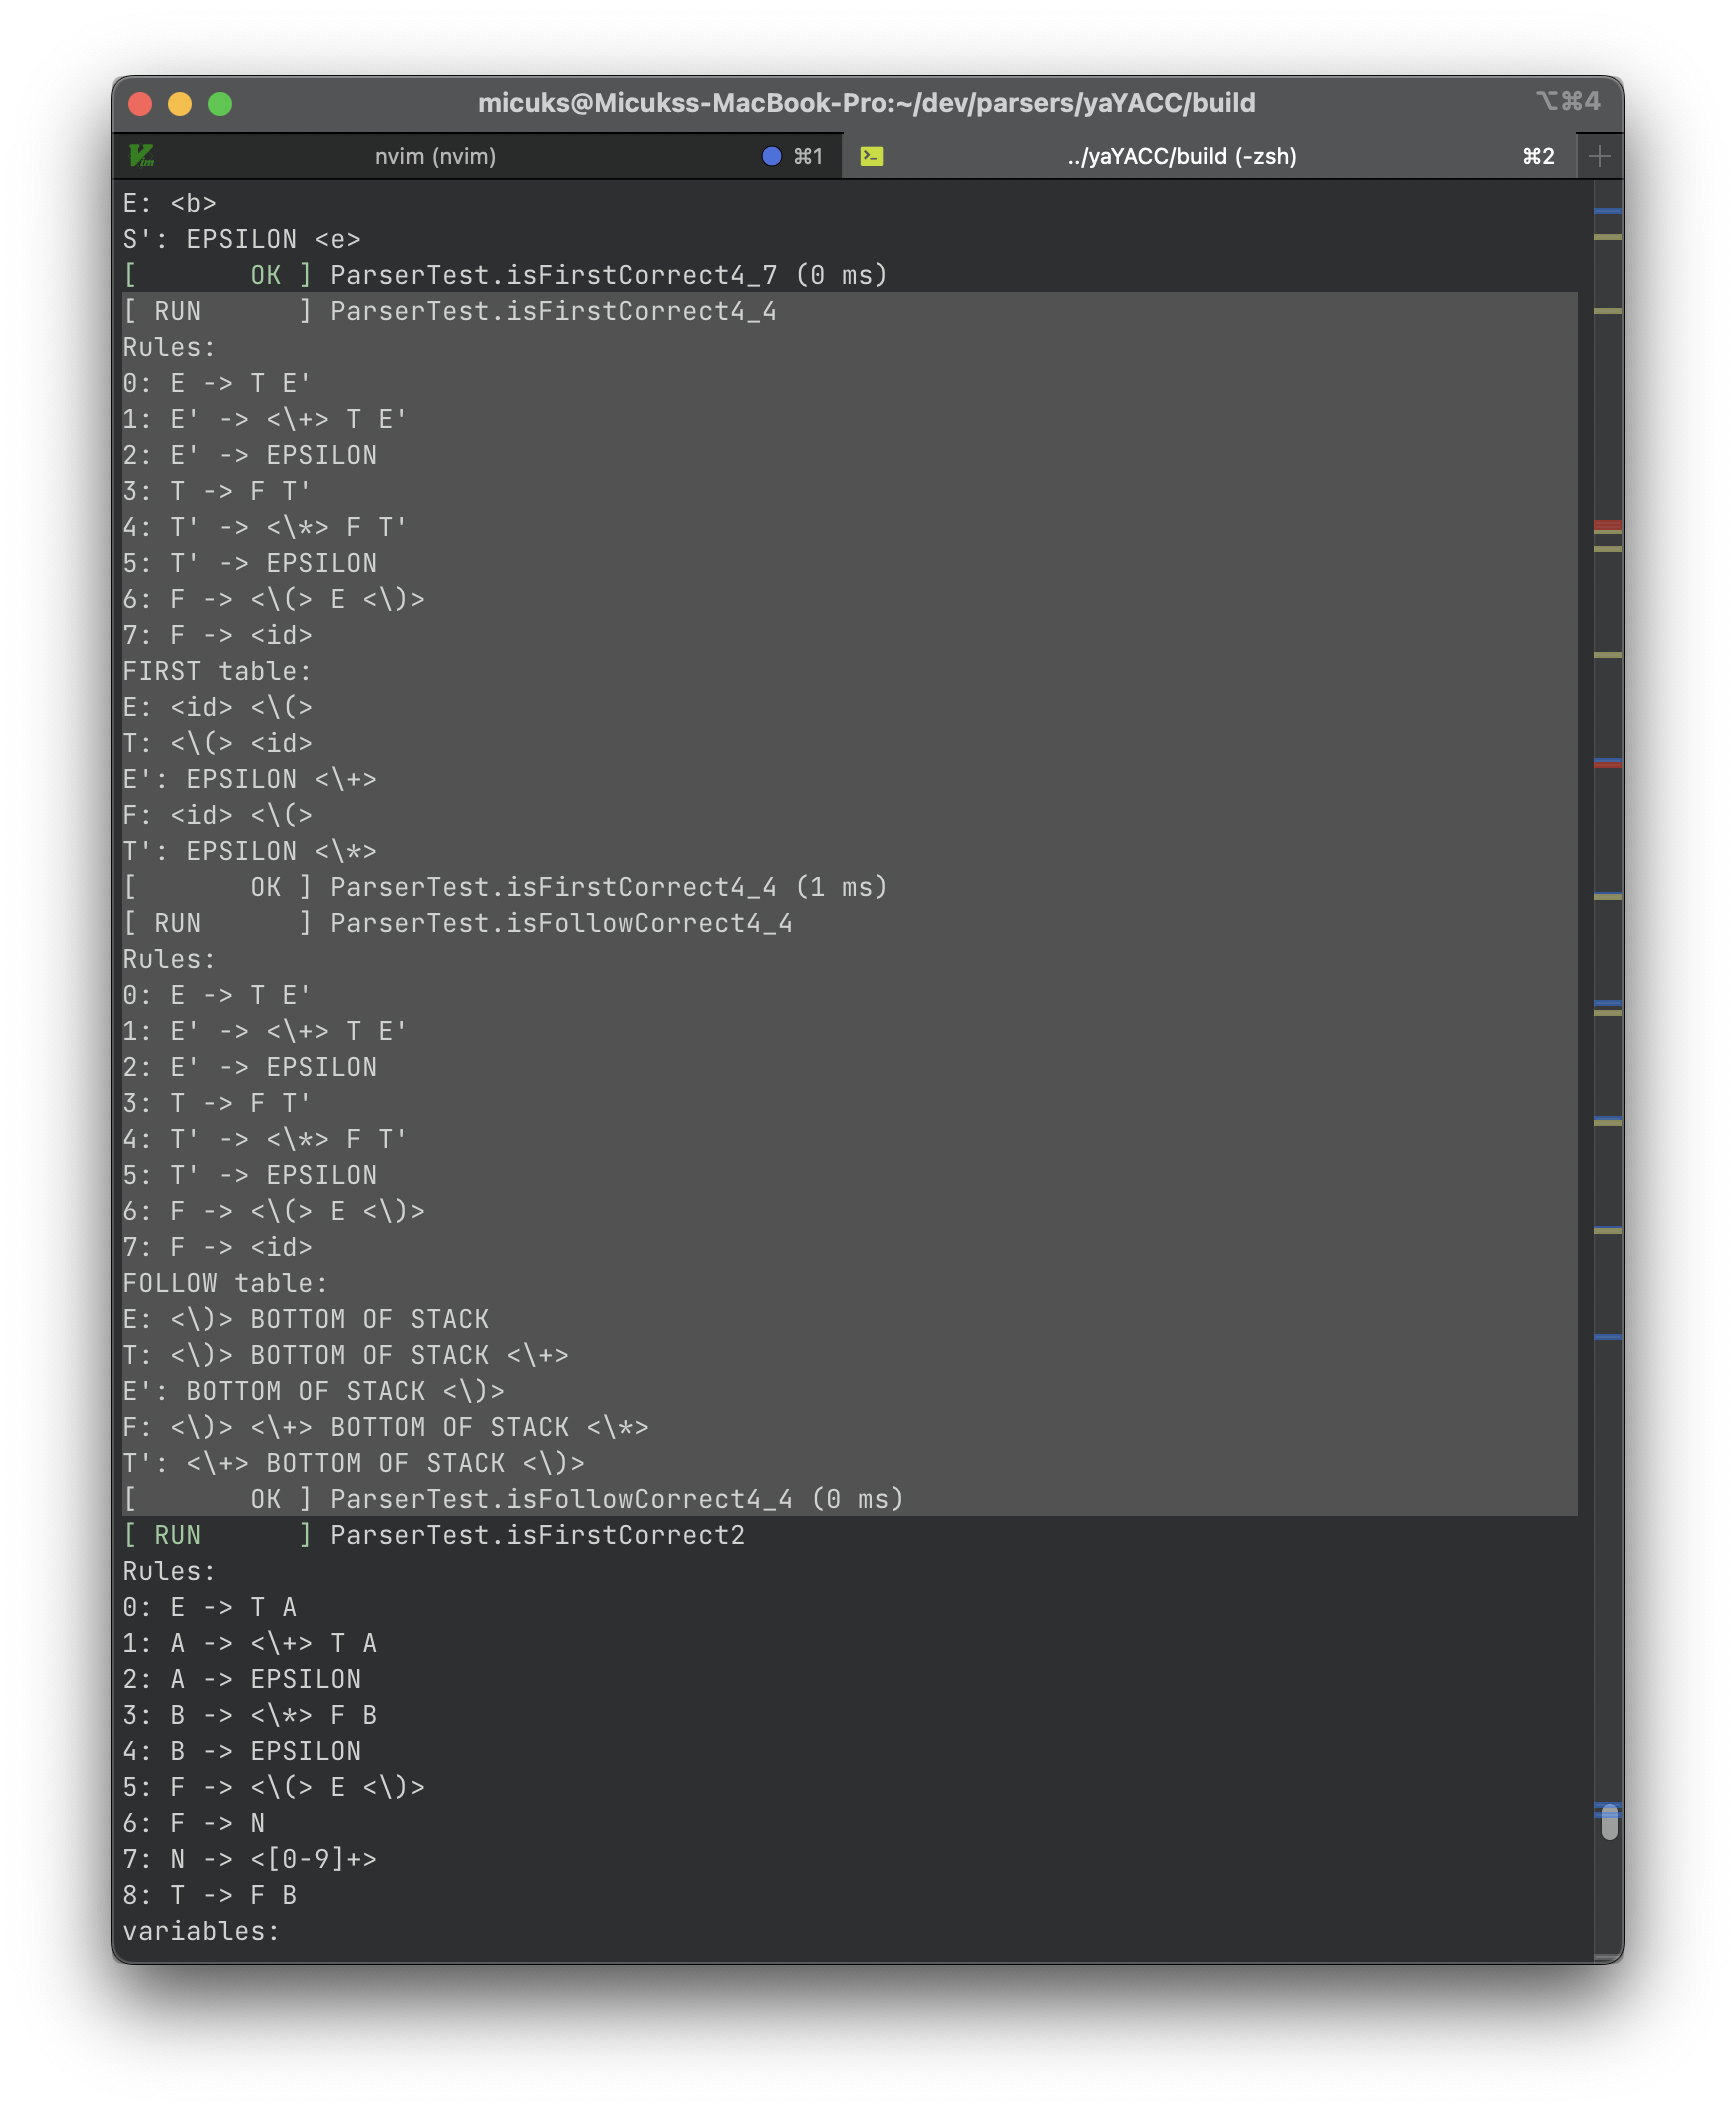 micuks@Micukss-MacBook-Pro:~/dev/parsers/yaYACC/build ⌥⌘4
nvim (nvim) ⌘1 ../yaYACC/build (-zsh) ⌘2
E: <b>
S': EPSILON <e>
[       OK ] ParserTest.isFirstCorrect4_7 (0 ms)
[ RUN      ] ParserTest.isFirstCorrect4_4
Rules:
0: E -> T E'
1: E' -> <\+> T E'
2: E' -> EPSILON
3: T -> F T'
4: T' -> <\*> F T'
5: T' -> EPSILON
6: F -> <\(> E <\)>
7: F -> <id>
FIRST table:
E: <id> <\(>
T: <\(> <id>
E': EPSILON <\+>
F: <id> <\(>
T': EPSILON <\*>
[       OK ] ParserTest.isFirstCorrect4_4 (1 ms)
[ RUN      ] ParserTest.isFollowCorrect4_4
Rules:
0: E -> T E'
1: E' -> <\+> T E'
2: E' -> EPSILON
3: T -> F T'
4: T' -> <\*> F T'
5: T' -> EPSILON
6: F -> <\(> E <\)>
7: F -> <id>
FOLLOW table:
E: <\)> BOTTOM OF STACK
T: <\)> BOTTOM OF STACK <\+>
E': BOTTOM OF STACK <\)>
F: <\)> <\+> BOTTOM OF STACK <\*>
T': <\+> BOTTOM OF STACK <\)>
[       OK ] ParserTest.isFollowCorrect4_4 (0 ms)
[ RUN      ] ParserTest.isFirstCorrect2
Rules:
0: E -> T A
1: A -> <\+> T A
2: A -> EPSILON
3: B -> <\*> F B
4: B -> EPSILON
5: F -> <\(> E <\)>
6: F -> N
7: N -> <[0-9]+>
8: T -> F B
variables: